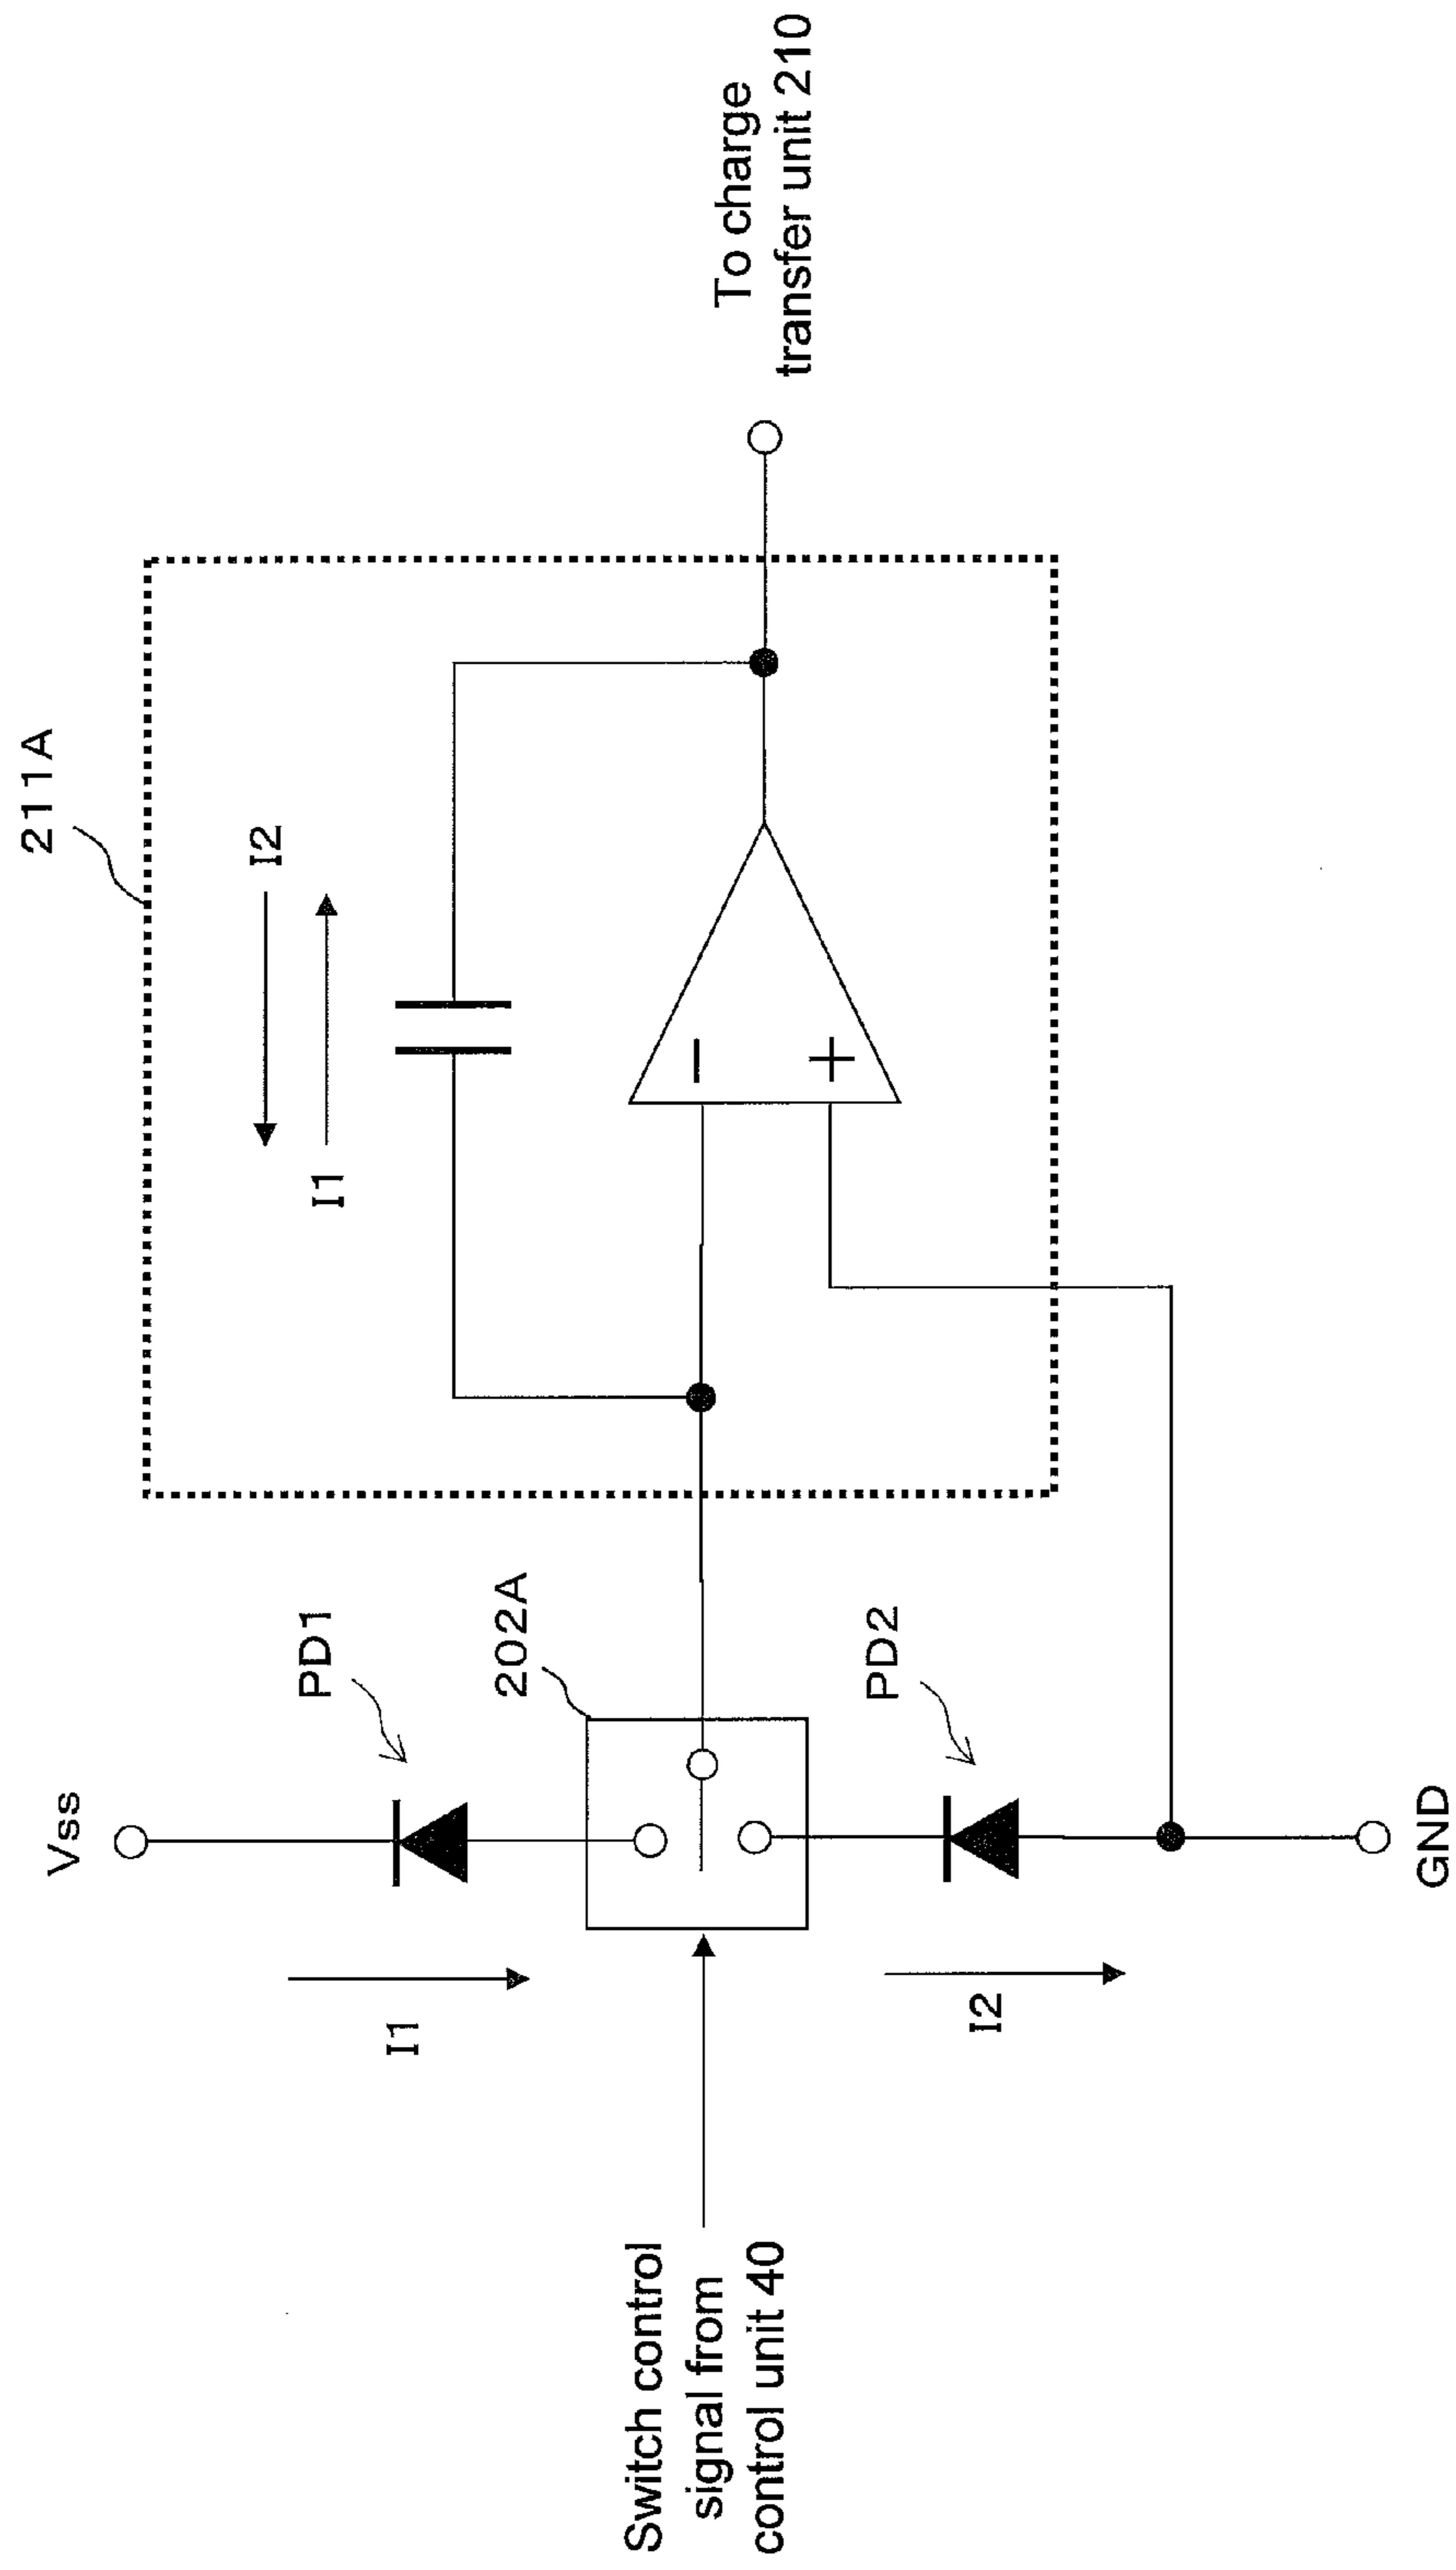 211A
I2
I1
Vss
PD1
I1
202A
Switch control
signal from
control unit 40
−
+
To charge
transfer unit 210
PD2
I2
GND